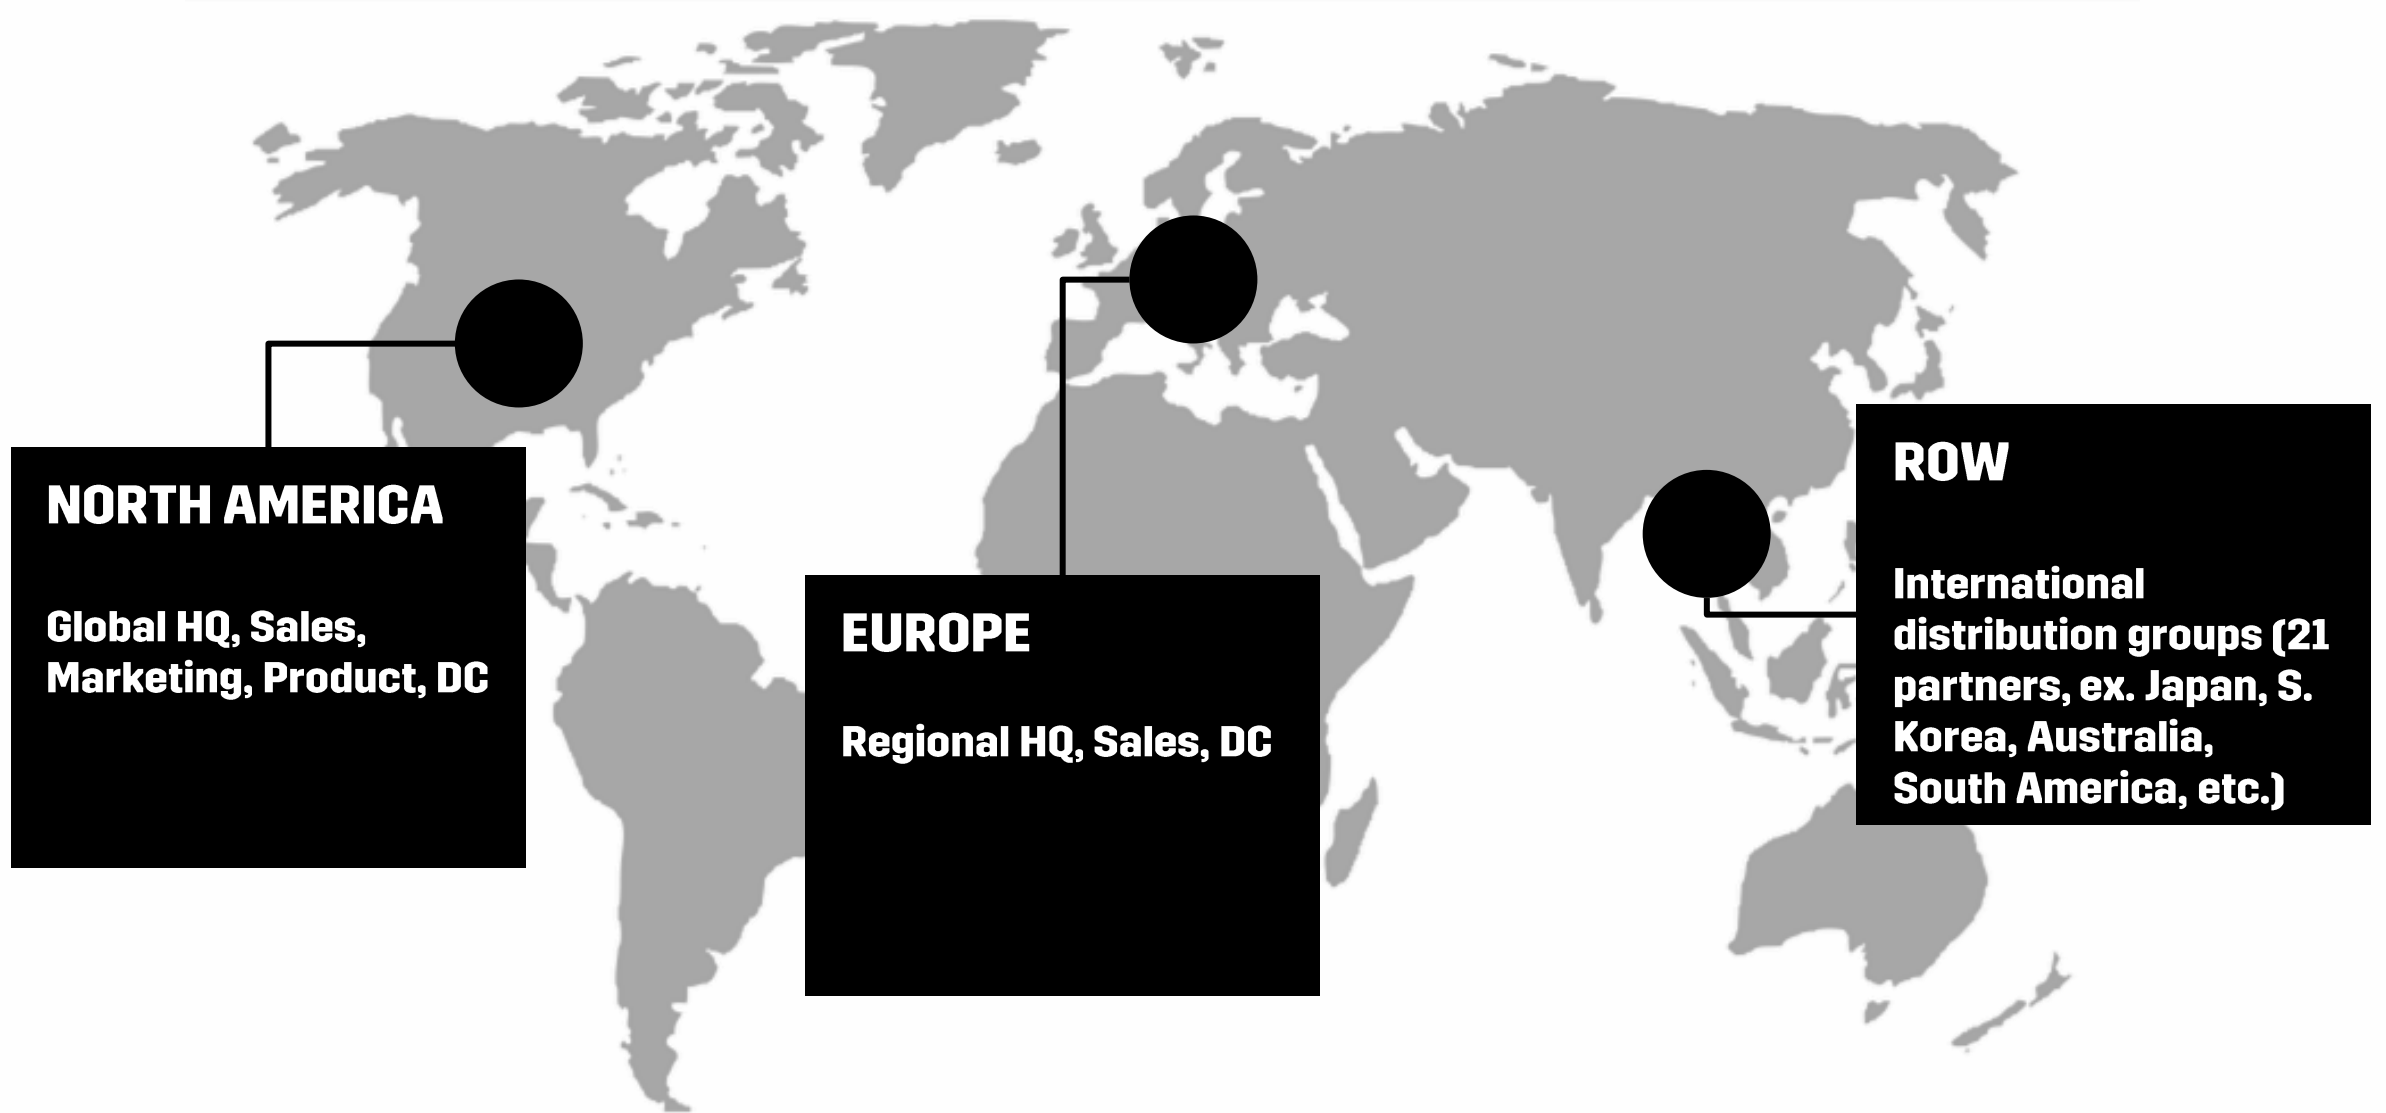 NORTH AMERICA
Global HQ, Sales,
Marketing, Product, DC
EUROPE
Regional HQ, Sales, DC
ROW
International
distribution groups (21
partners, ex. Japan, S.
Korea, Australia,
South America, etc.)